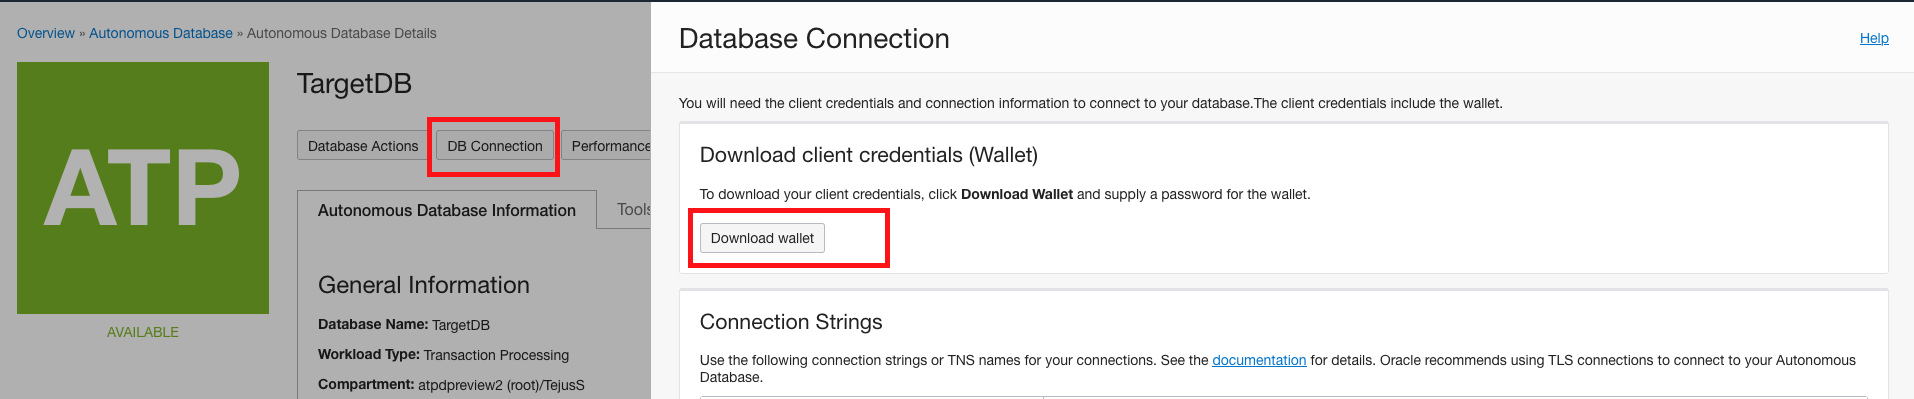 Overview » Autonomous Database » Autonomous Database Details
ATP
AVAILABLE
TargetDB
Database Actions
DB Connection
Performance
Autonomous Database Information
Tools
General Information
Database Name: TargetDB
Workload Type: Transaction Processing
Compartment: atpdpreview2 (root)/TejusS
Database Connection
Help
You will need the client credentials and connection information to connect to your database.The client credentials include the wallet.
Download client credentials (Wallet)
To download your client credentials, click Download Wallet and supply a password for the wallet.
Download wallet
Connection Strings
Use the following connection strings or TNS names for your connections. See the documentation for details. Oracle recommends using TLS connections to connect to your Autonomous
Database.